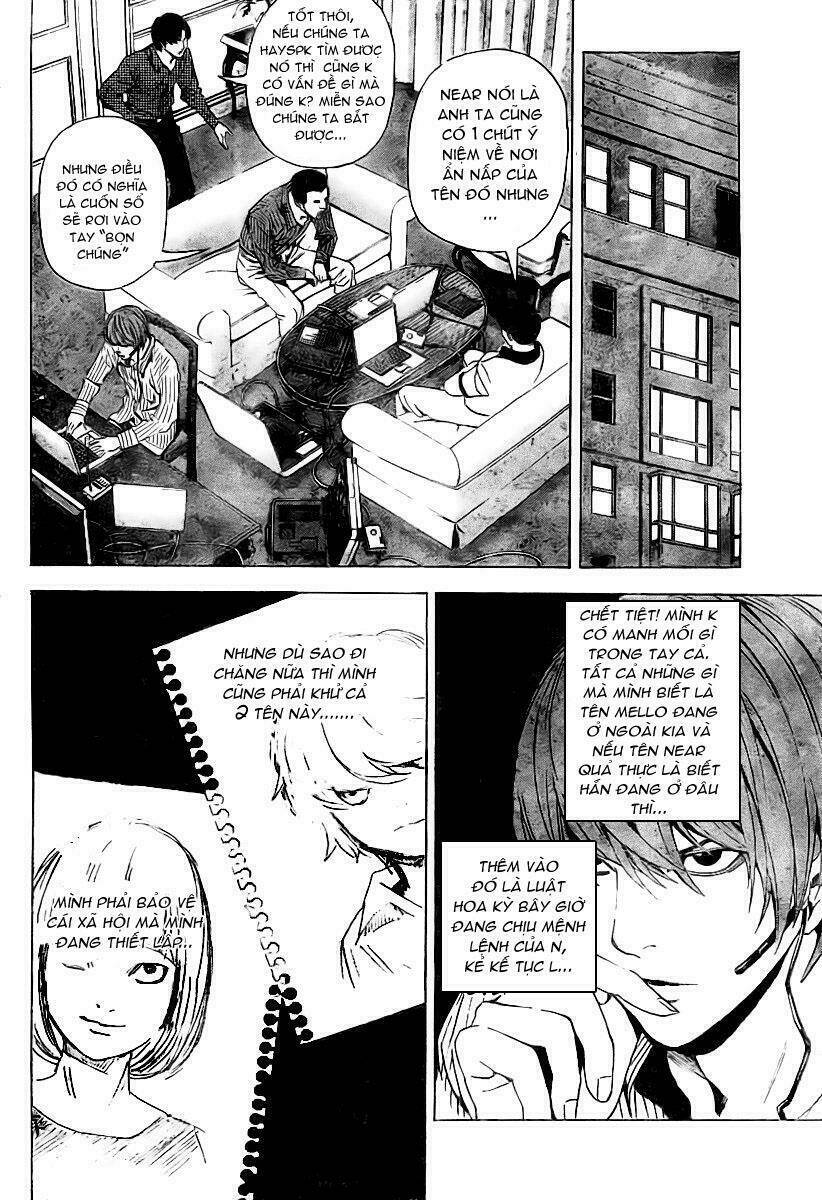 NEAR NÓI LÀ
ANH TA CŨNG
CÓ 1 CHÚT Ý
NIỆM VỀ NƠI
ẨN NẤP CỦA
TÊN ĐÓ NHƯNG
...
TỐT THÔI,
NẾU CHÚNG TA
HAYSPK TÌM ĐƯỢC
NÓ THÌ CŨNG K
CÓ VẤN ĐỀ GÌ MÀ
ĐÚNG K? MIỄN SAO
CHÚNG TA BẮT
ĐƯỢC...
NHƯNG ĐIỀU
ĐÓ CÓ NGHĨA
LÀ CUỐN SỔ
SẼ RƠI VÀO
TAY "BỌN
CHÚNG"
CHẾT TIỆT! MÌNH K
CÓ MANH MỐI GÌ
TRONG TAY CẢ.
TẤT CẢ NHỮNG GÌ
MÀ MÌNH BIẾT LÀ
TÊN MELLO ĐANG
Ở NGOÀI KIA VÀ
NẾU TÊN NEAR
QUẢ THỰC LÀ BIẾT
HẮN ĐANG Ở ĐÂU
THÌ...
THÊM VÀO
ĐÓ LÀ LUẬT
HOA KỲ BÂY GIỜ
ĐANG CHỊU MỆNH
LỆNH CỦA N,
KẺ KẾ TỤC L...
NHƯNG DÙ SAO ĐI
CHĂNG NỮA THÌ MÌNH
CŨNG PHẢI KHỬ CẢ
2 TÊN NÀY.......
MÌNH PHẢI BẢO VỆ
CÁI XÃ HỘI MÀ MÌNH
ĐANG THIẾT LẬP...